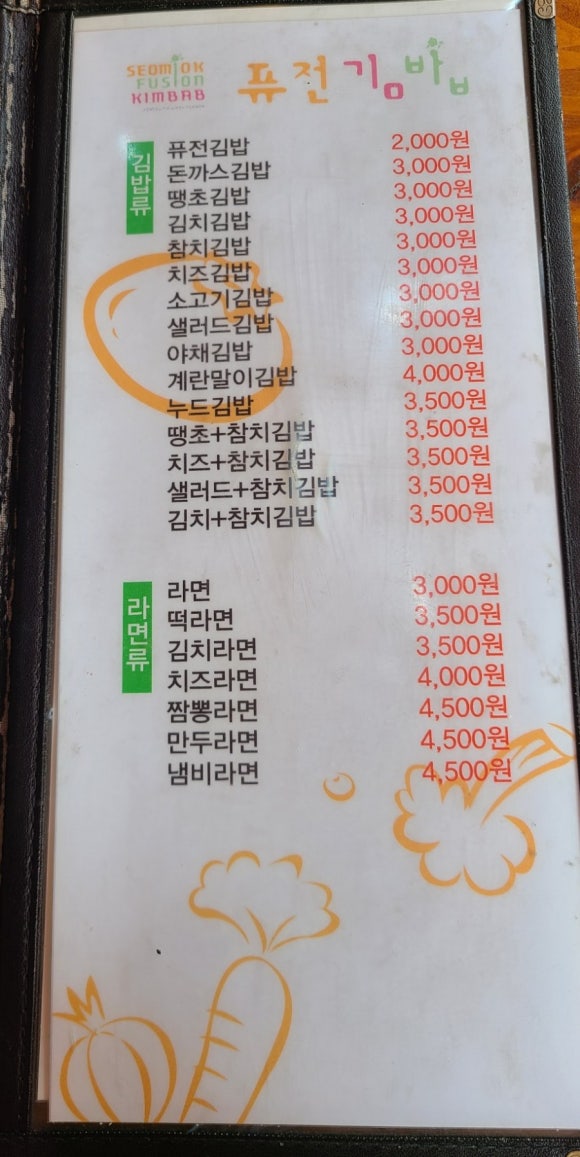 SEOMJOK
FUSION
KIMBAB
퓨전김밥
김밥류
퓨전김밥 2,000원
돈까스김밥 3,000원
땡초김밥 3,000원
김치김밥 3,000원
참치김밥 3,000원
치즈김밥 3,000원
소고기김밥 3,000원
샐러드김밥 3,000원
야채김밥 3,000원
계란말이김밥 4,000원
누드김밥 3,500원
땡초+참치김밥 3,500원
치즈+참치김밥 3,500원
샐러드+참치김밥 3,500원
김치+참치김밥 3,500원
라면류
라면 3,000원
떡라면 3,500원
김치라면 3,500원
치즈라면 4,000원
짬뽕라면 4,500원
만두라면 4,500원
냄비라면 4,500원